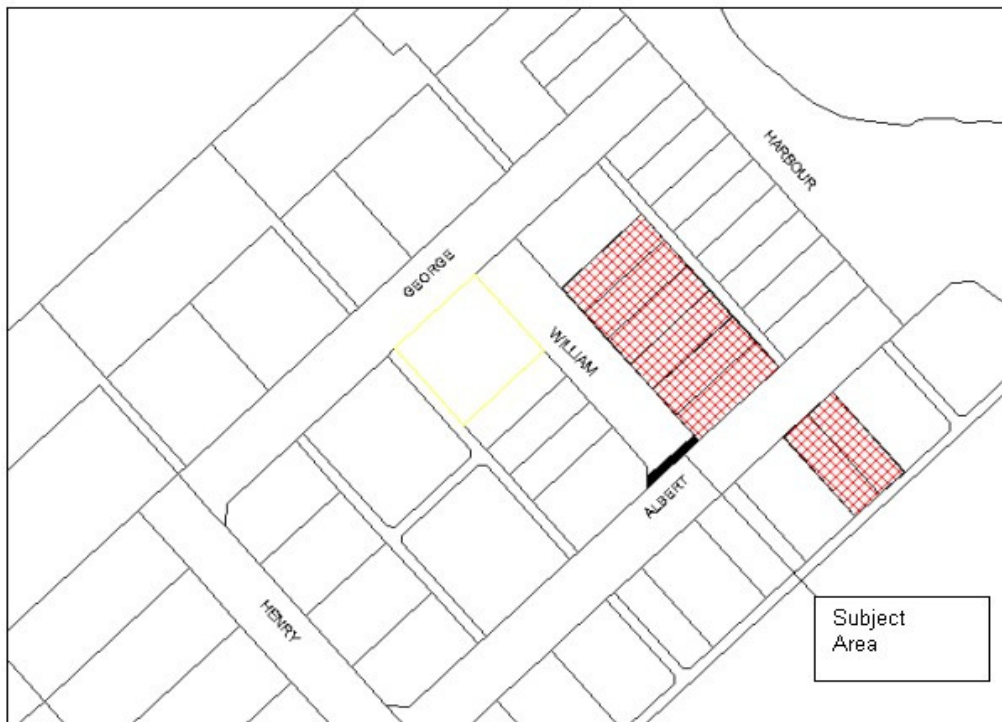 HARBOUR
GEORGE
WILLIAM
ALBERT
HENRY
Subject
Area